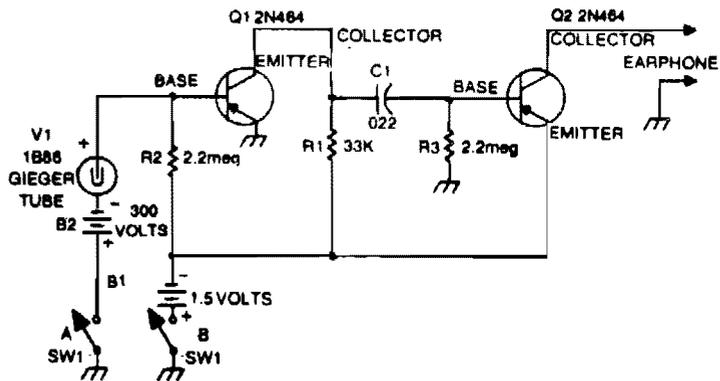 Q1 2N464
Q2 2N464
COLLECTOR
COLLECTOR
EMITTER
EARPHONE
C1
BASE
BASE
022
EMITTER
V1
+
1B86
GIEGER
TUBE
R2
2.2meg
R1
33K
R3
2.2meg
-
B2
300
VOLTS
+
B1
-
1.5 VOLTS
+
A
B
SW1
SW1